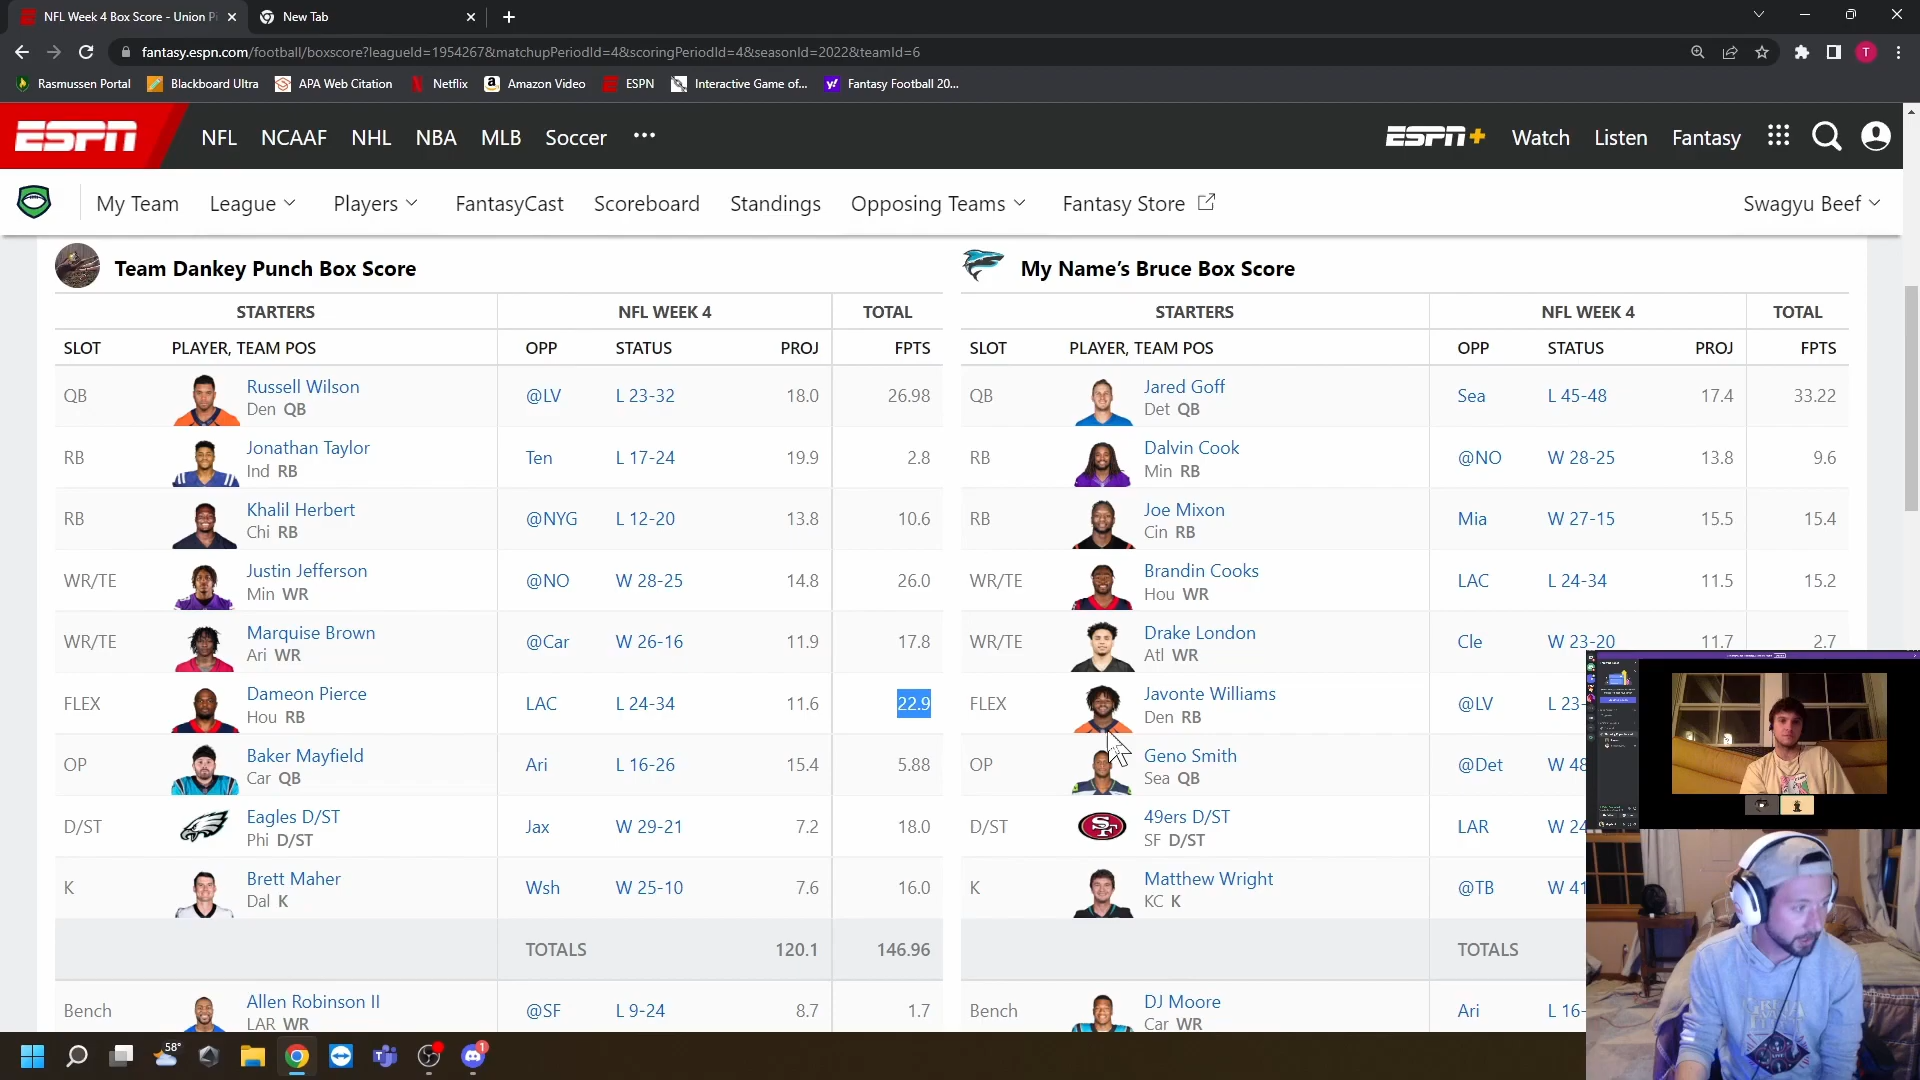 NFL Week 4 Box Score - Union Pi
New Tab
fantasy.espn.com/football/boxscore?leagueId=1954267&matchupPeriodId=4&scoringPeriodId=4&seasonId=2022&teamId=6
T
Rasmussen Portal Blackboard Ultra APA Web Citation Netflix Amazon Video ESPN Interactive Game of... Fantasy Football 20...
ESPN NFL NCAAF NHL NBA MLB Soccer ESPN+ Watch Listen Fantasy
My Team League Players FantasyCast Scoreboard Standings Opposing Teams Fantasy Store Swagyu Beef
Team Dankey Punch Box Score
STARTERS NFL WEEK 4 TOTAL
SLOT PLAYER, TEAM POS OPP STATUS PROJ FPTS
QB Russell Wilson @LV L 23-32 18.0 26.98
Den QB
RB Jonathan Taylor Ten L 17-24 19.9 2.8
Ind RB
RB Khalil Herbert @NYG L 12-20 13.8 10.6
Chi RB
WR/TE Justin Jefferson @NO W 28-25 14.8 26.0
Min WR
WR/TE Marquise Brown @Car W 26-16 11.9 17.8
Ari WR
FLEX Dameon Pierce LAC L 24-34 11.6 22.9
Hou RB
OP Baker Mayfield Ari L 16-26 15.4 5.88
Car QB
D/ST Eagles D/ST Jax W 29-21 7.2 18.0
Phi D/ST
K Brett Maher Wsh W 25-10 7.6 16.0
Dal K
TOTALS 120.1 146.96
Bench Allen Robinson II @SF L 9-24 8.7 1.7
LAR WR
My Name's Bruce Box Score
STARTERS NFL WEEK 4 TOTAL
SLOT PLAYER, TEAM POS OPP STATUS PROJ FPTS
QB Jared Goff Sea L 45-48 17.4 33.22
Det QB
RB Dalvin Cook @NO W 28-25 13.8 9.6
Min RB
RB Joe Mixon Mia W 27-15 15.5 15.4
Cin RB
WR/TE Brandin Cooks LAC L 24-34 11.5 15.2
Hou WR
WR/TE Drake London Cle W 23-20 11.7 2.7
Atl WR
FLEX Javonte Williams @LV L 23-
Den RB
OP Geno Smith @Det W 48
Sea QB
D/ST 49ers D/ST LAR W 24
SF D/ST
K Matthew Wright @TB W 41
KC K
TOTALS
Bench DJ Moore Ari L 16-
Car WR
58°
1